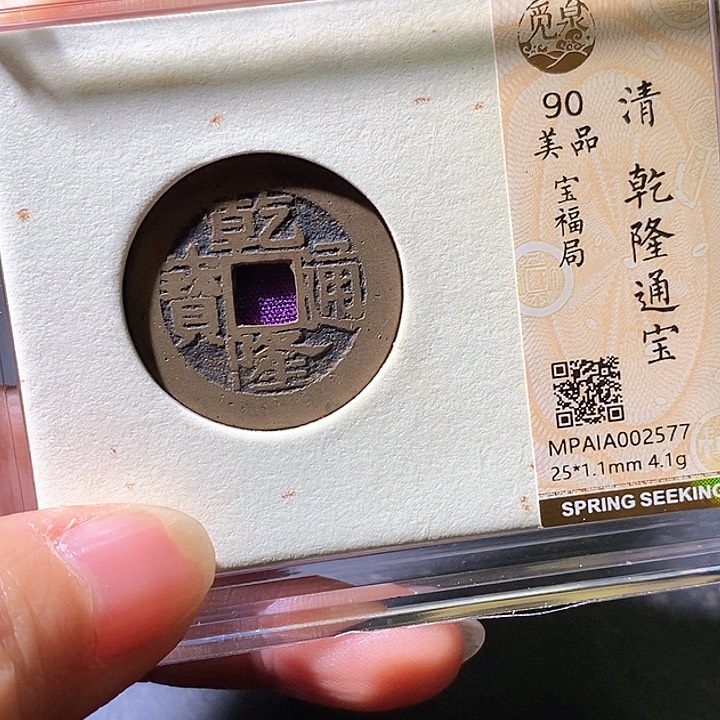 乾隆通寳
觅泉
90
美品
宝福局
清 乾隆通宝
MPAIA002577
25*1.1mm 4.1g
SPRING SEEKING